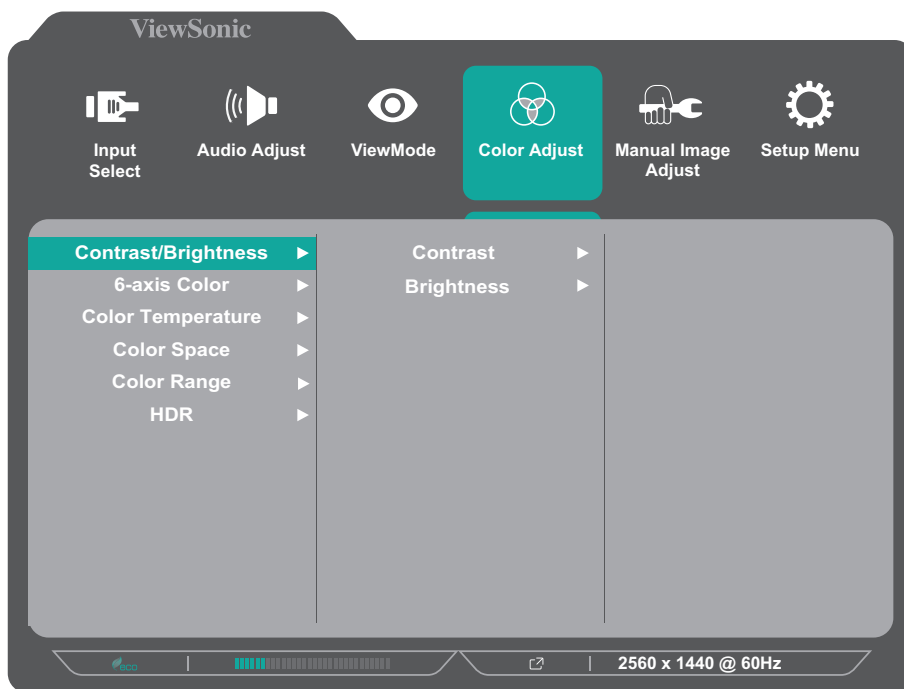 ViewSonic
Input
Select
Audio Adjust
ViewMode
Color Adjust
Manual Image
Adjust
Setup Menu
Contrast/Brightness
6-axis Color
Color Temperature
Color Space
Color Range
HDR
Contrast
Brightness
eco
2560 x 1440 @ 60Hz